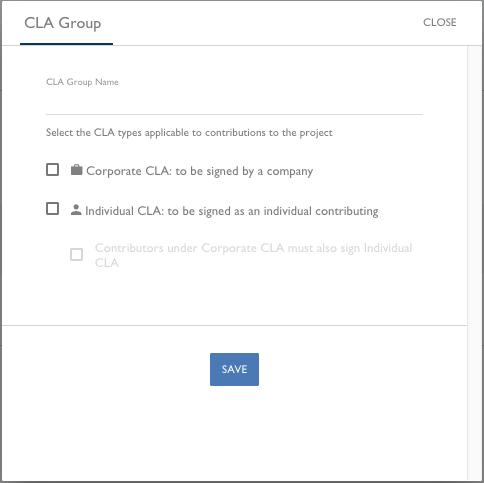 CLA Group
CLOSE
CLA Group Name
Select the CLA types applicable to contributions to the project
Corporate CLA: to be signed by a company
Individual CLA: to be signed as an individual contributing
Contributors under Corporate CLA must also sign Individual
CLA
SAVE